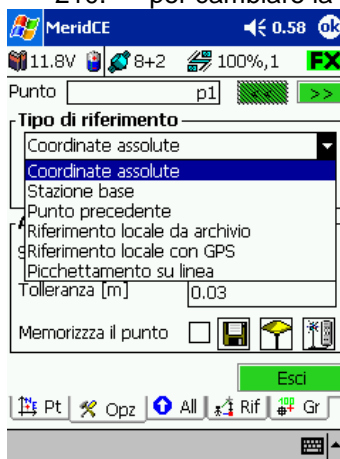 per cambiare la
MeridCE 0.58 ok
11.8V 8+2 100%,1 FX
Punto p1 << >>
Tipo di riferimento
Coordinate assolute
Coordinate assolute
Stazione base
Punto precedente
Riferimento locale da archivio
Riferimento locale con GPS
Picchettamento su linea
Tolleranza [m] 0.03
Memorizzza il punto
Esci
Pt Opz All Rif Gr